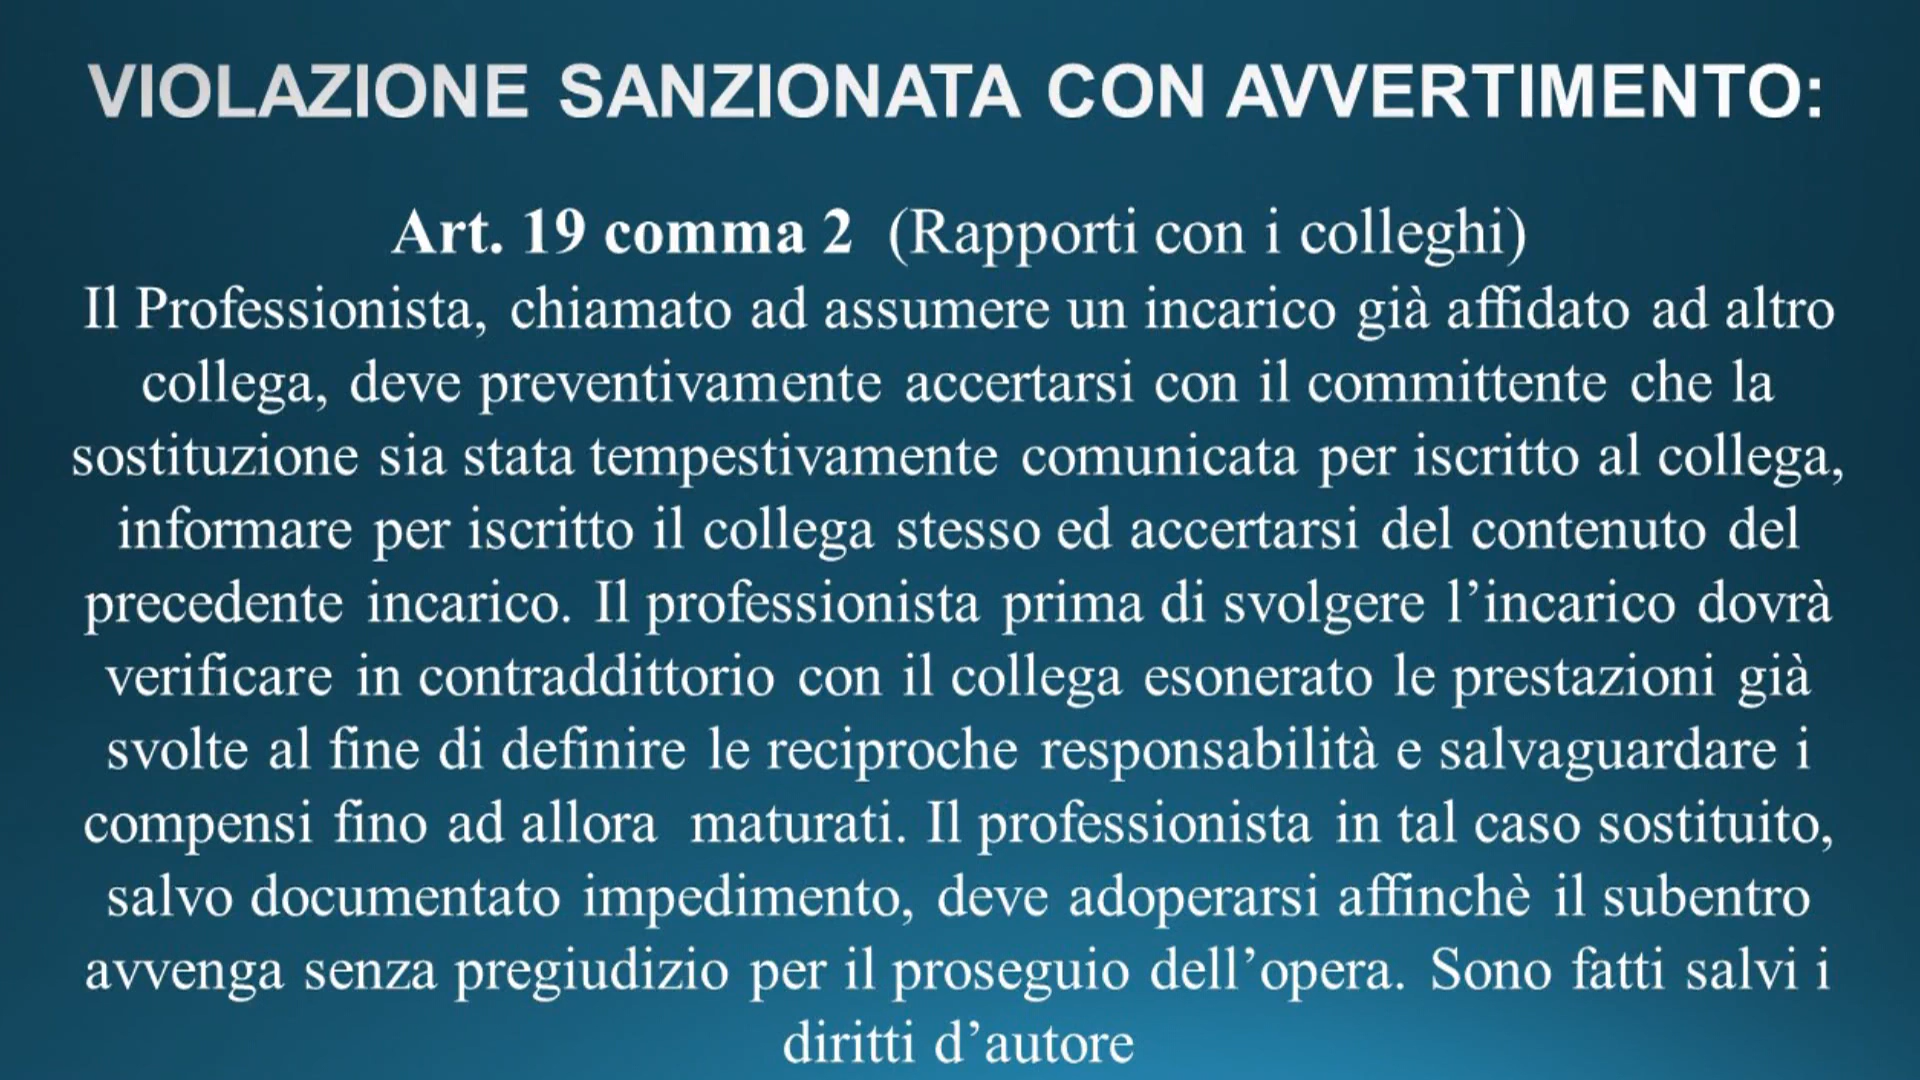 VIOLAZIONE SANZIONATA CON AVVERTIMENTO:
Art. 19 comma 2 (Rapporti con i colleghi)
Il Professionista, chiamato ad assumere un incarico già affidato ad altro
collega, deve preventivamente accertarsi con il committente che la
sostituzione sia stata tempestivamente comunicata per iscritto al collega,
informare per iscritto il collega stesso ed accertarsi del contenuto del
precedente incarico. Il professionista prima di svolgere l’incarico dovrà
verificare in contraddittorio con il collega esonerato le prestazioni già
svolte al fine di definire le reciproche responsabilità e salvaguardare i
compensi fino ad allora maturati. Il professionista in tal caso sostituito,
salvo documentato impedimento, deve adoperarsi affinchè il subentro
avvenga senza pregiudizio per il proseguio dell’opera. Sono fatti salvi i
diritti d’autore